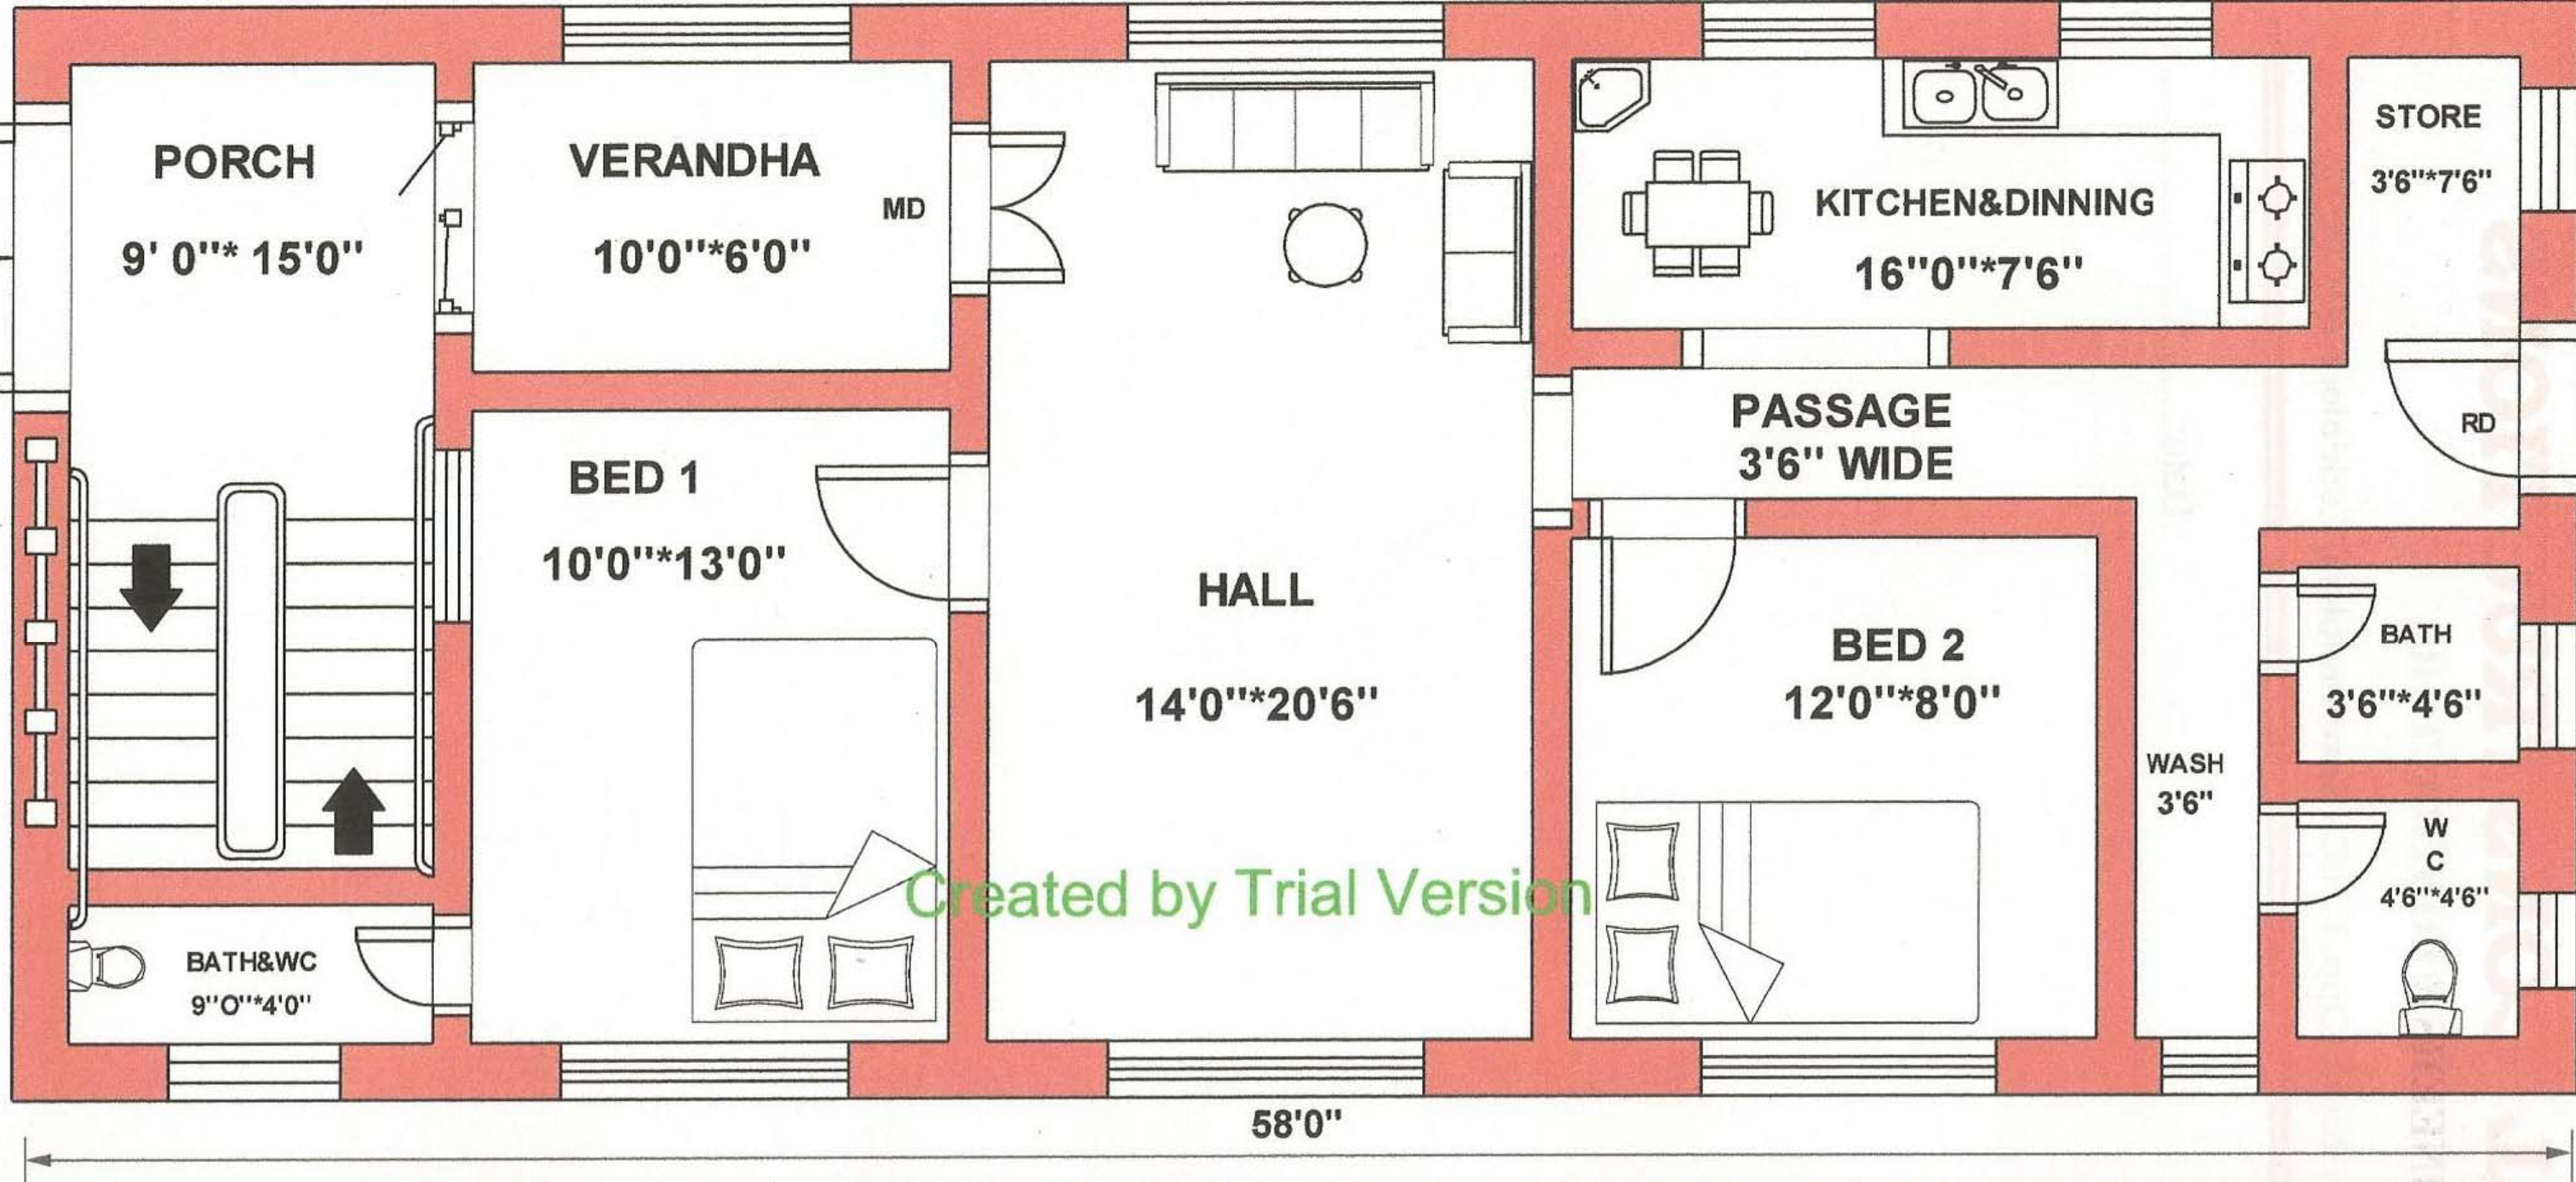 PORCH
9' 0"* 15'0"
VERANDHA
10'0"*6'0"
MD
KITCHEN&DINNING
16"0"*7'6"
STORE
3'6"*7'6"
PASSAGE
3'6" WIDE
RD
BED 1
10'0"*13'0"
HALL
14'0"*20'6"
BED 2
12'0"*8'0"
BATH
3'6"*4'6"
WASH
3'6"
W
C
4'6"*4'6"
BATH&WC
9"O"*4'0"
Created by Trial Version
58'0"